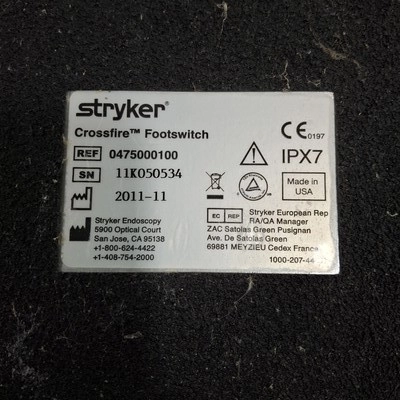 stryker®
Crossfire™ Footswitch
REF 0475000100
SN 11K050534
2011-11
Stryker Endoscopy
5900 Optical Court
San Jose, CA 95138
+1-800-624-4422
+1-408-754-2000
CE 0197
IPX7
Made in
USA
EC REP Stryker European Rep
RA/QA Manager
ZAC Satolas Green Pusignan
Ave. De Satolas Green
69881 MEYZIEU Cedex France
1000-207-44